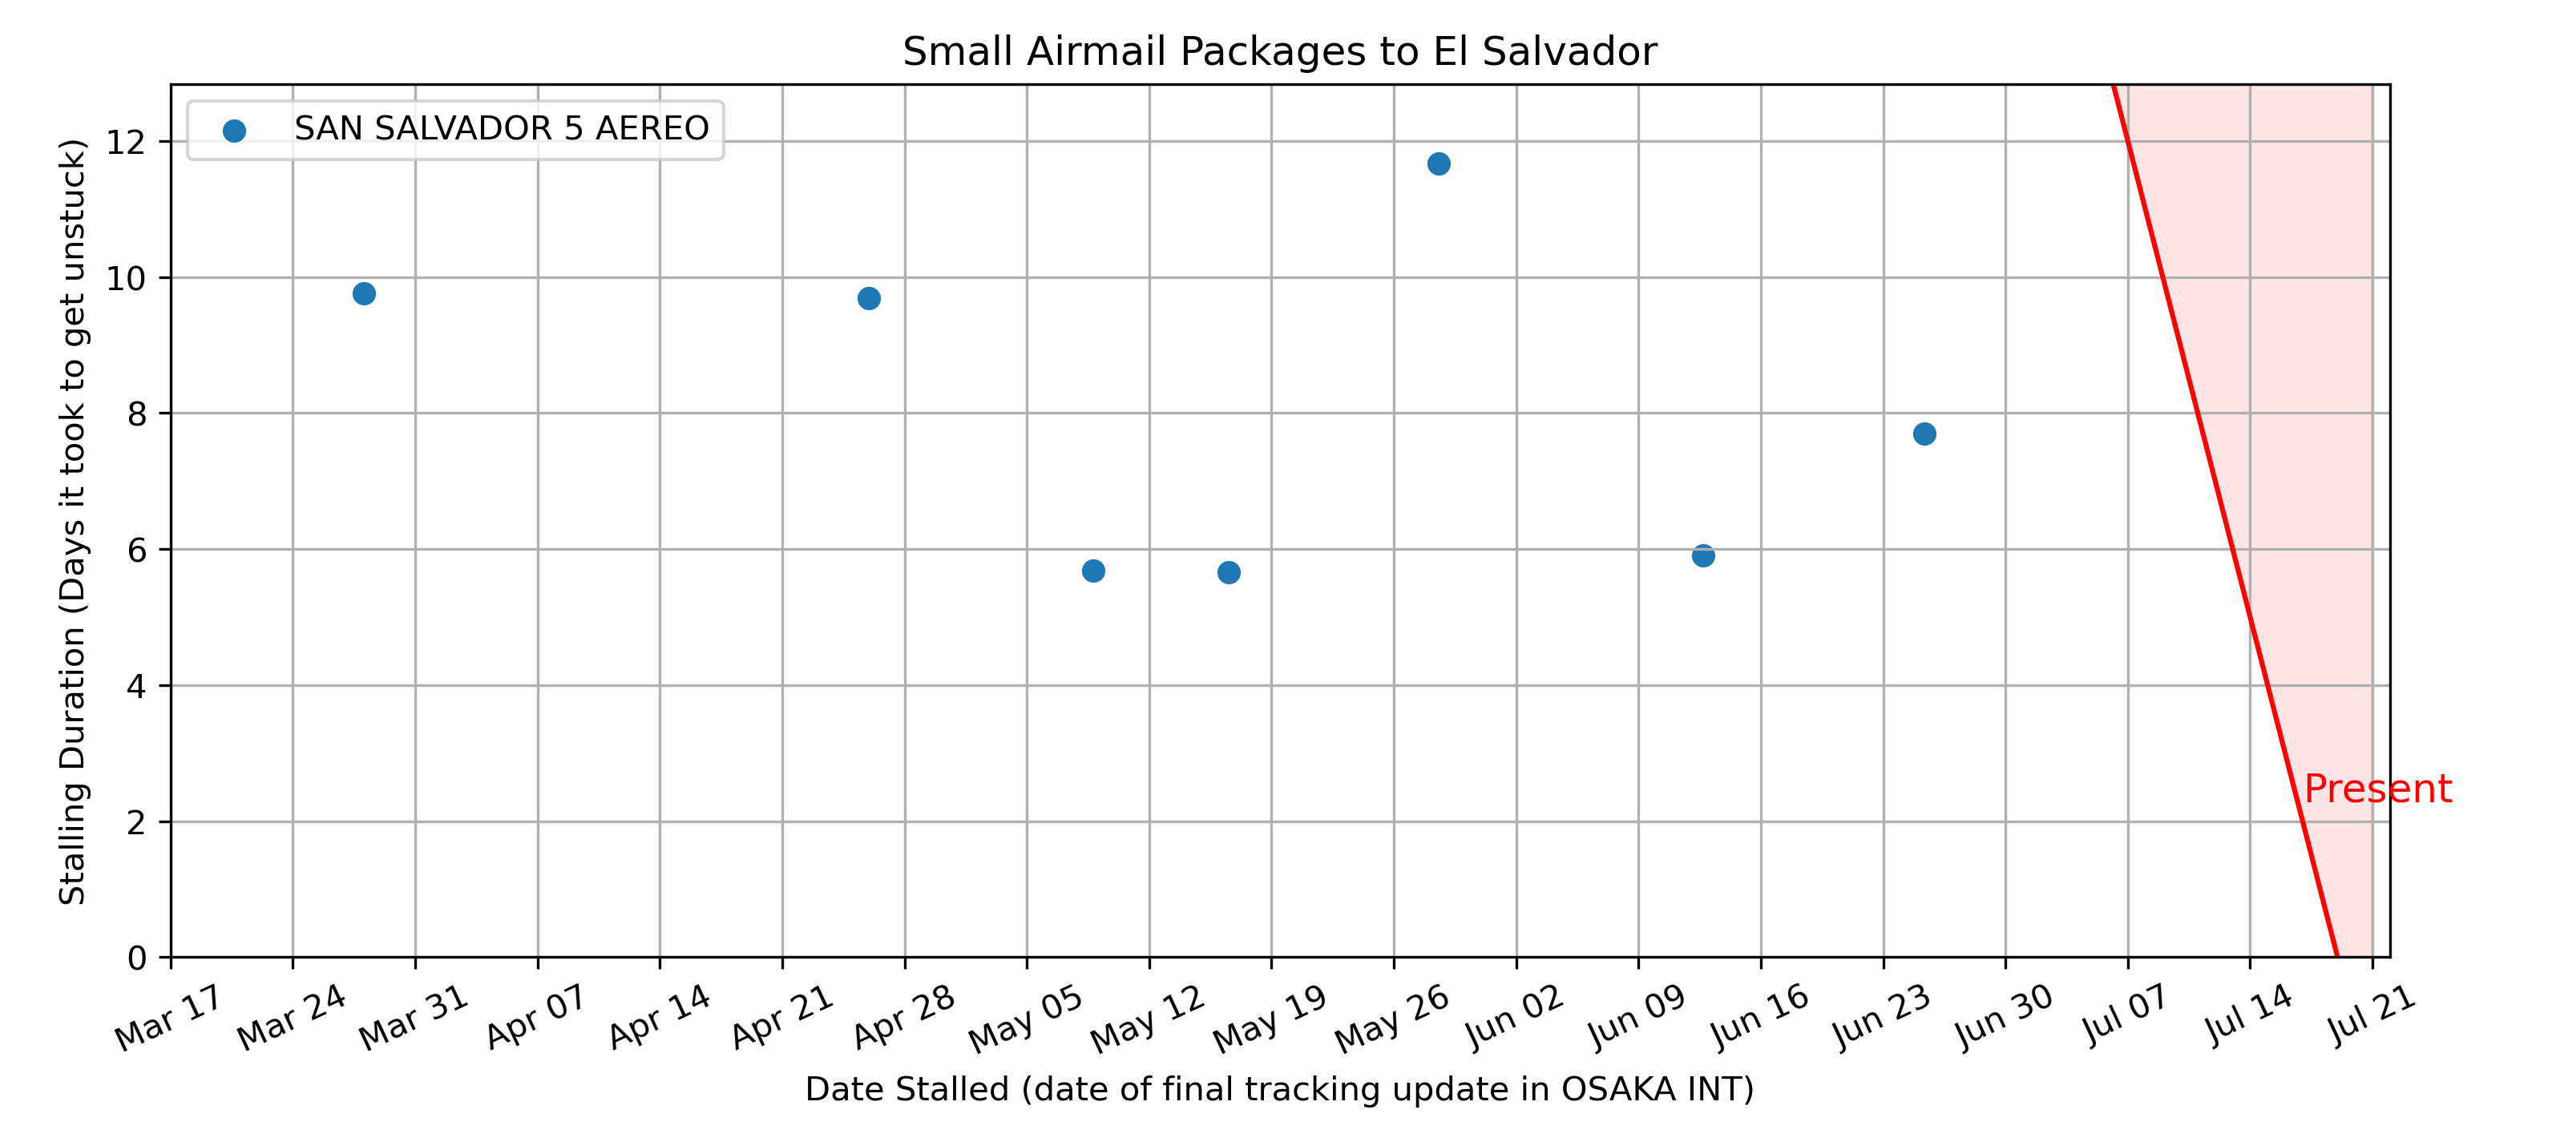 Small Airmail Packages to El Salvador
SAN SALVADOR 5 AEREO
Stalling Duration (Days it took to get unstuck)
12
10
8
6
4
2
0
Present
Mar 17
Mar 24
Mar 31
Apr 07
Apr 14
Apr 21
Apr 28
May 05
May 12
May 19
May 26
Jun 02
Jun 09
Jun 16
Jun 23
Jun 30
Jul 07
Jul 14
Jul 21
Date Stalled (date of final tracking update in OSAKA INT)